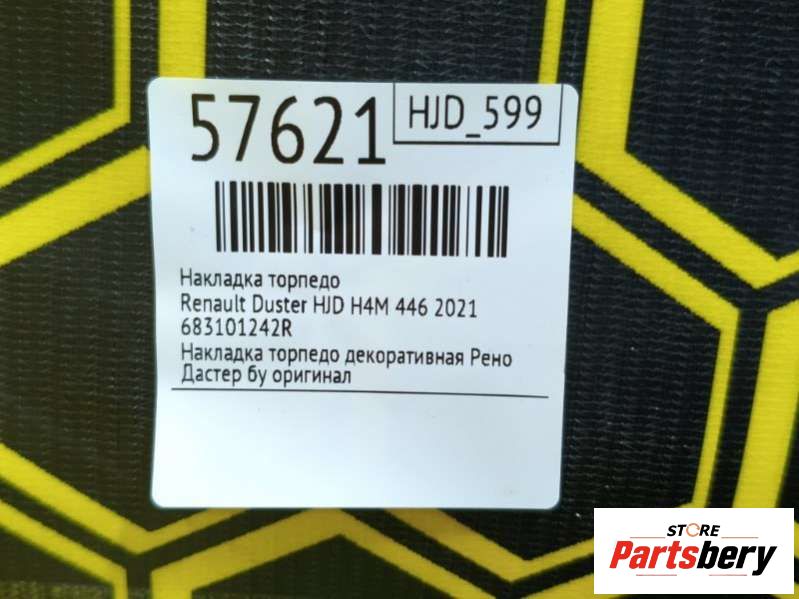 57621
HJD_599
Накладка торпедо
Renault Duster HJD H4M 446 2021
683101242R
Накладка торпедо декоративная Рено
Дастер бу оригинал
STORE
Partsbery